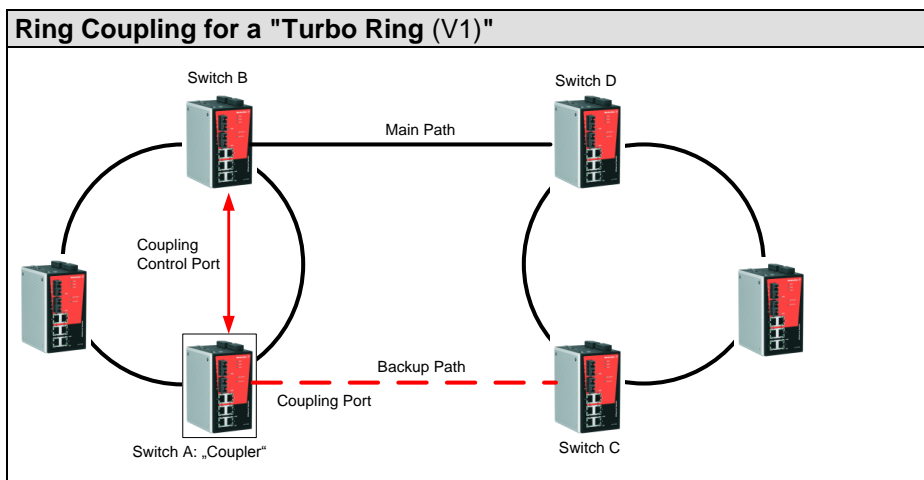 Ring Coupling for a "Turbo Ring (V1)"
Switch B
Switch D
Main Path
Coupling
Control Port
Backup Path
Coupling Port
Switch A: „Coupler“
Switch C